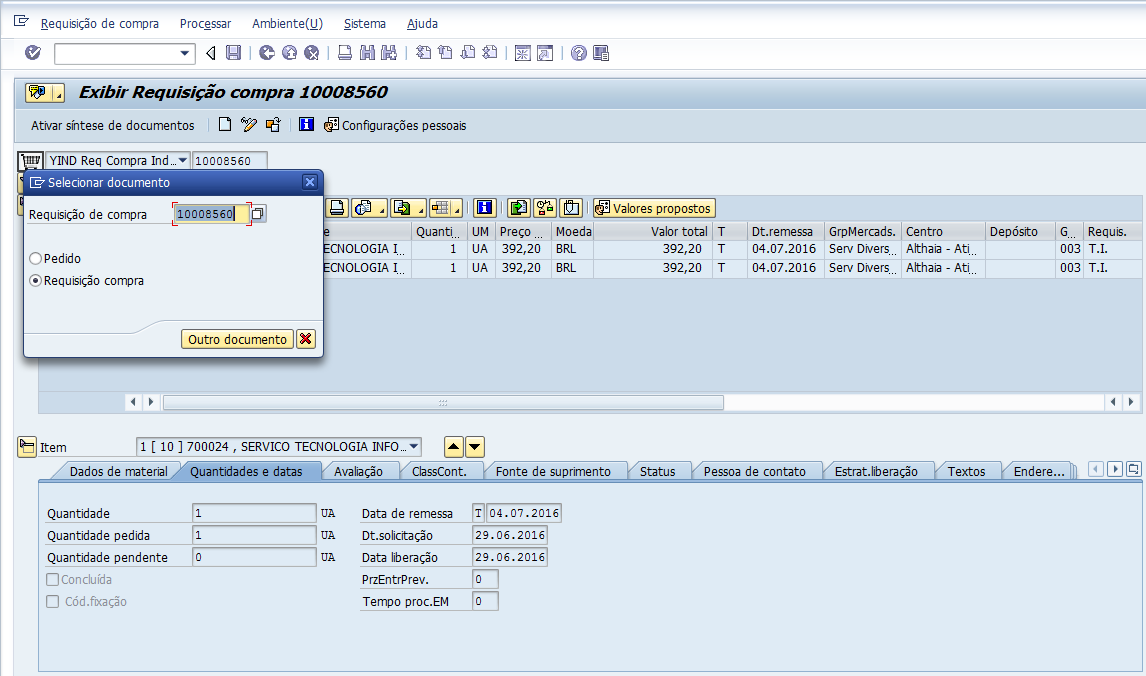 Requisição de compra Processar Ambiente(U) Sistema Ajuda
Exibir Requisição compra 10008560
Ativar síntese de documentos Configurações pessoais
YIND Req Compra Ind... 10008560
Selecionar documento
Requisição de compra 10008560
Pedido
Requisição compra
Outro documento
Valores propostos
e Quanti... UM Preço ... Moeda Valor total T Dt.remessa GrpMercads. Centro Depósito G... Requis.
ECNOLOGIA I... 1 UA 392,20 BRL 392,20 T 04.07.2016 Serv Divers... Althaia - Ati... 003 T.I.
ECNOLOGIA I... 1 UA 392,20 BRL 392,20 T 04.07.2016 Serv Divers... Althaia - Ati... 003 T.I.
Item 1 [ 10 ] 700024 , SERVICO TECNOLOGIA INFO...
Dados de material Quantidades e datas Avaliação ClassCont. Fonte de suprimento Status Pessoa de contato Estrat.liberação Textos Endere...
Quantidade 1 UA Data de remessa T 04.07.2016
Quantidade pedida 1 UA Dt.solicitação 29.06.2016
Quantidade pendente 0 UA Data liberação 29.06.2016
Concluída PrzEntrPrev. 0
Cód.fixação Tempo proc.EM 0